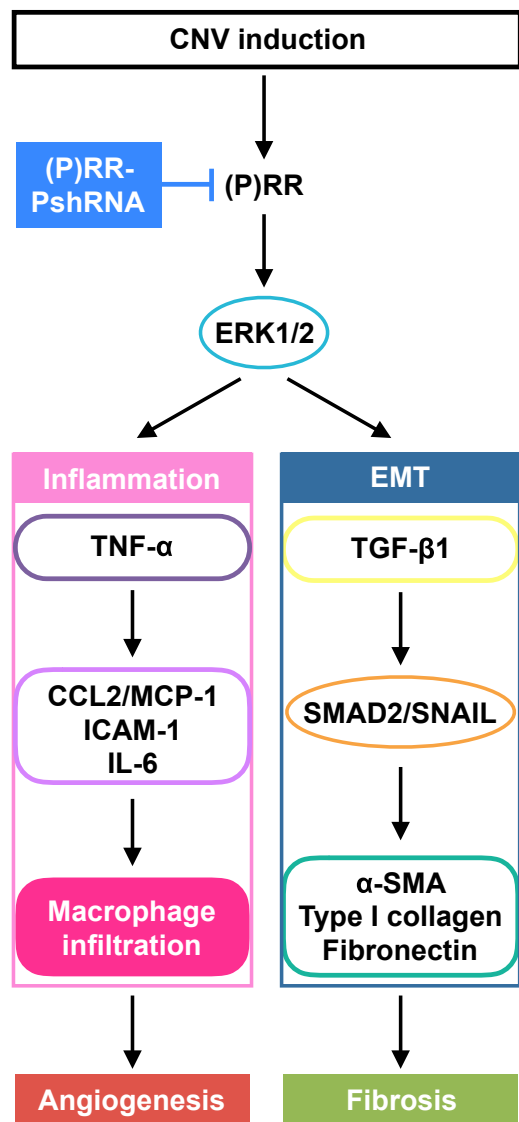 CNV induction
(P)RR-
PshRNA
(P)RR
ERK1/2
Inflammation
TNF-α
CCL2/MCP-1
ICAM-1
IL-6
Macrophage
infiltration
Angiogenesis
EMT
TGF-β1
SMAD2/SNAIL
α-SMA
Type I collagen
Fibronectin
Fibrosis